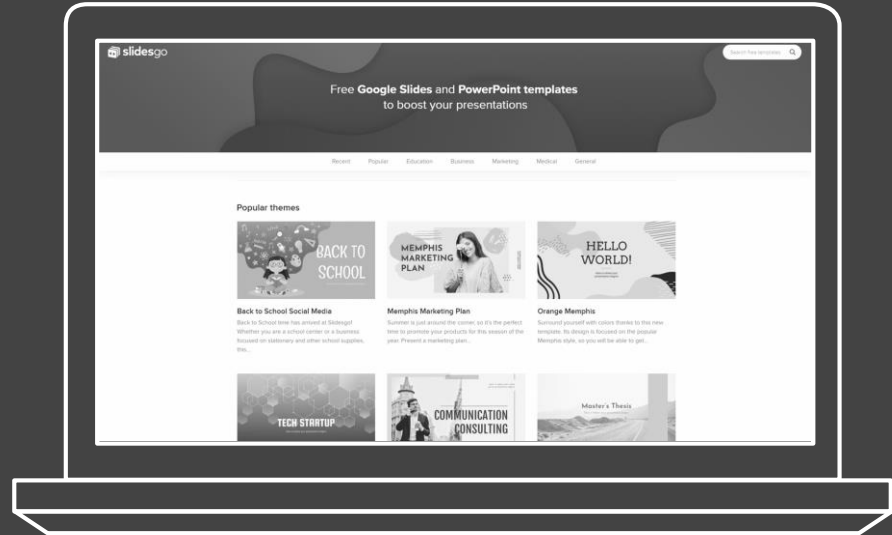 slidesgo
Search free templates
Free Google Slides and PowerPoint templates
to boost your presentations
Recent Popular Education Business Marketing Medical General
Popular themes
BACK TO
SCHOOL
MEMPHIS
MARKETING
PLAN
HELLO
WORLD!
Back to School Social Media
Back to School time has arrived at Slidesgo!
Whether you are a school center or a business
focused on stationary and other school supplies,
this...
Memphis Marketing Plan
Summer is just around the corner, so it's the perfect
time to promote your products for this season of the
year. Present a marketing plan...
Orange Memphis
Surround yourself with colors thanks to this new
template. Its design is focused on the popular
Memphis style, so you will be able to get...
TECH STARTUP
COMMUNICATION
CONSULTING
Master's Thesis